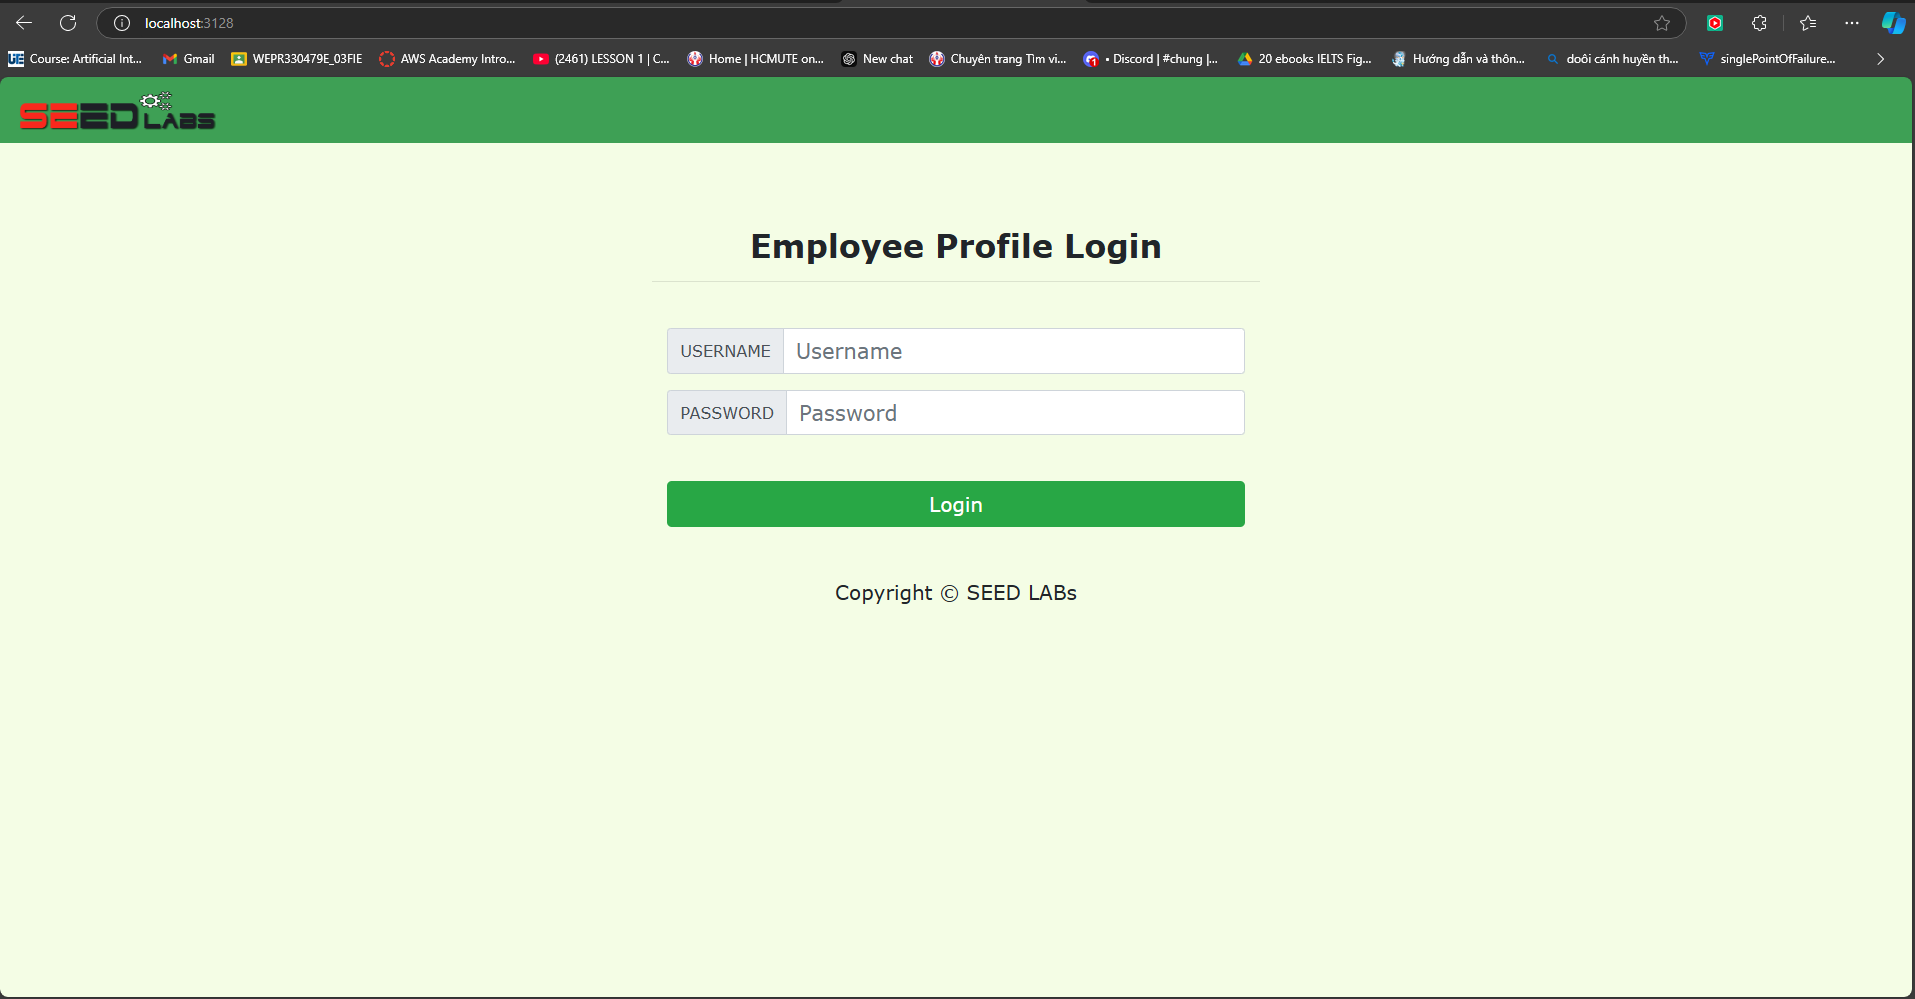 localhost:3128
Course: Artificial Int... Gmail WEPR330479E_03FIE AWS Academy Intro... (2461) LESSON 1 | C... Home | HCMUTE on... New chat Chuyên trang Tìm vi... • Discord | #chung |... 20 ebooks IELTS Fig... Hướng dẫn và thôn... doôi cánh huyền th... singlePointOfFailure...
SEED LABS
Employee Profile Login
USERNAME Username
PASSWORD Password
Login
Copyright © SEED LABs